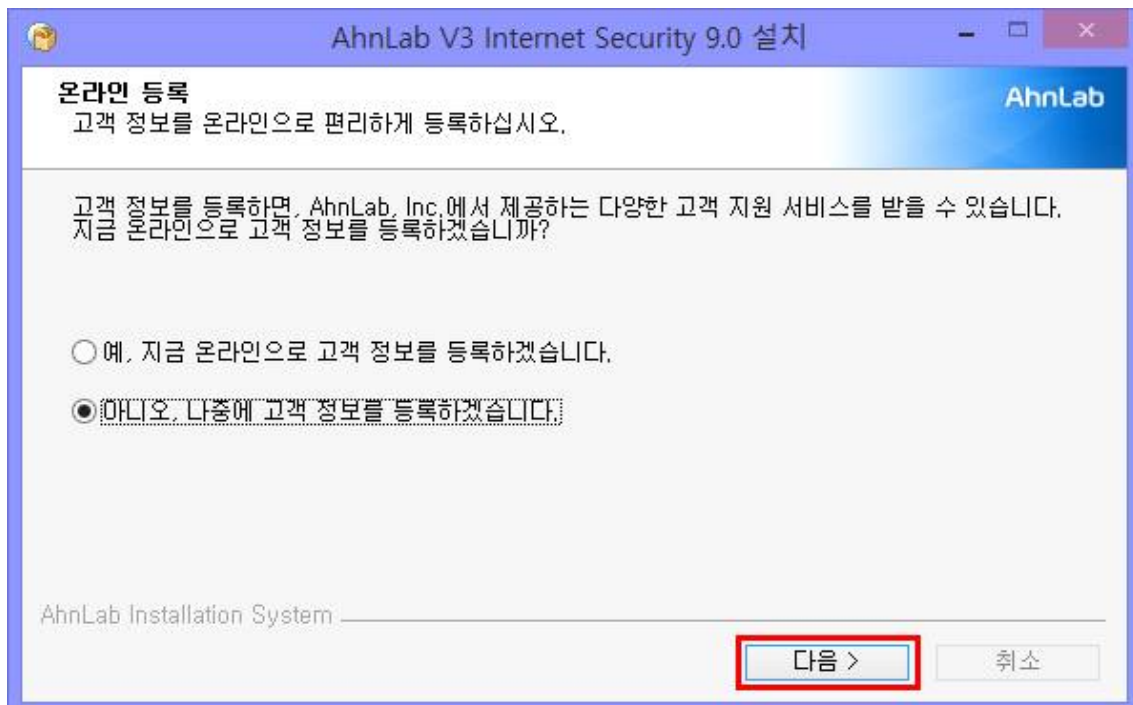 AhnLab V3 Internet Security 9.0 설치
온라인 등록
AhnLab
고객 정보를 온라인으로 편리하게 등록하십시오.
고객 정보를 등록하면, AhnLab, Inc.에서 제공하는 다양한 고객 지원 서비스를 받을 수 있습니다.
지금 온라인으로 고객 정보를 등록하겠습니까?
예, 지금 온라인으로 고객 정보를 등록하겠습니다.
아니오, 나중에 고객 정보를 등록하겠습니다.
AhnLab Installation System
다음 >
취소